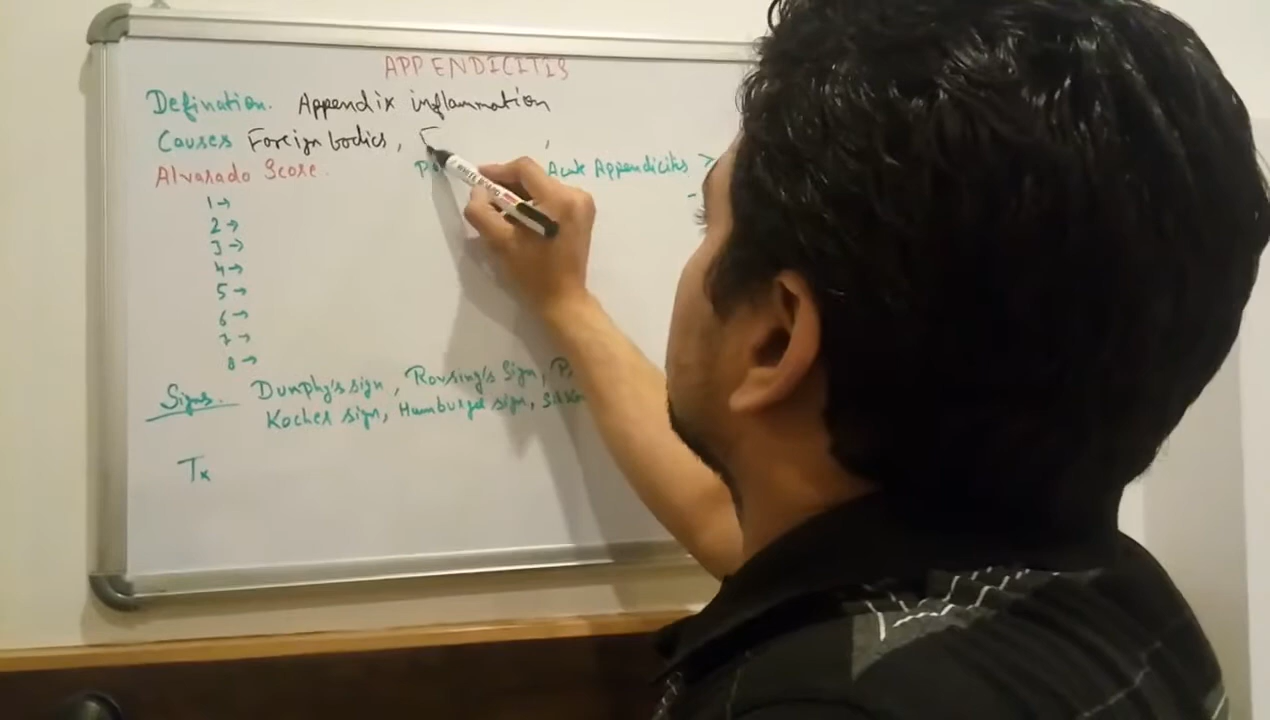 APPENDICITIS
Defination. Appendix inflammation
Causes Foreign bodies,
Alvarado Score. Acute Appendicitis >
1→
2→
3→
4→
5→
6→
7→
8→
Signs. Dunphy's sign, Rovsing's Sign,
Kocher sign, Hamburger sign,
Tx